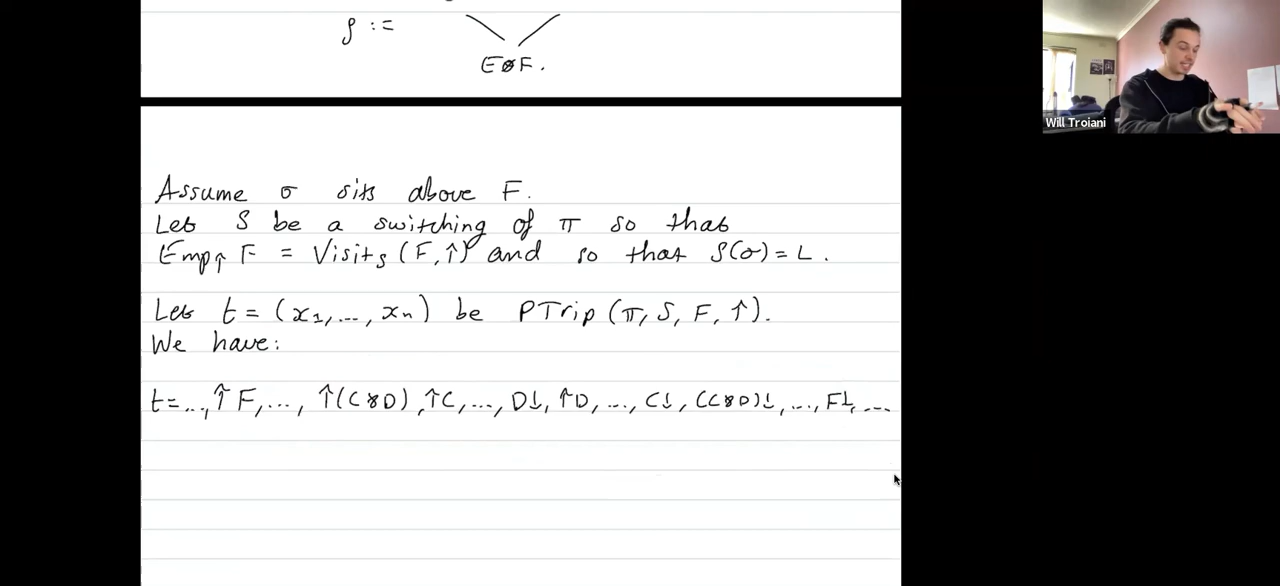 ρ :=
E⊗F.
Assume σ sits above F.
Let S be a switching of π so that
Emp↑ F = Visits (F,↑) and so that S(σ) = L.
Let t = (x₁,..., xₙ) be PTrip (π, S, F, ↑).
We have:
t = ..., ↑F,..., ↑(C⊗D), ↑C, ..., D↓, ↑D, ..., C↓, (C⊗D)↓, ..., F↓, ...
Will Troiani